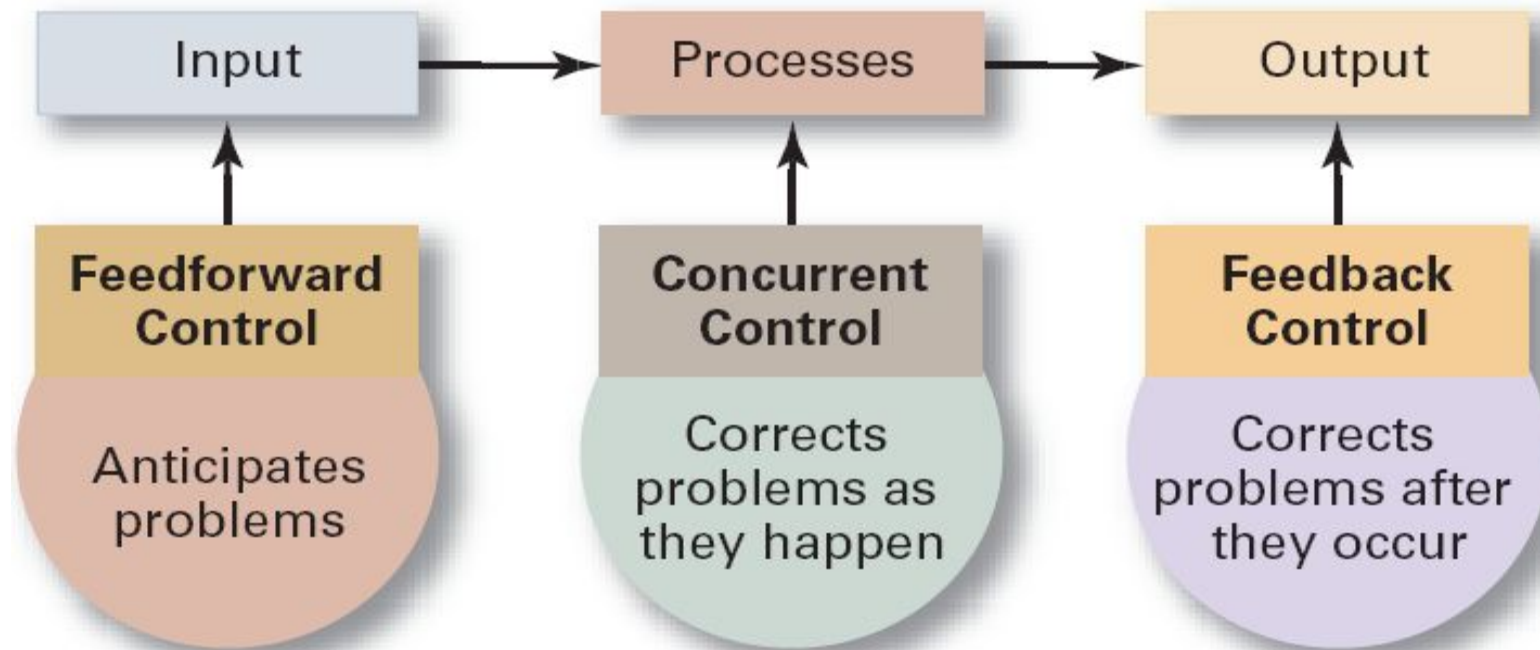 Input
Processes
Output
Feedforward
Control
Concurrent
Control
Feedback
Control
Anticipates
problems
Corrects
problems as
they happen
Corrects
problems after
they occur